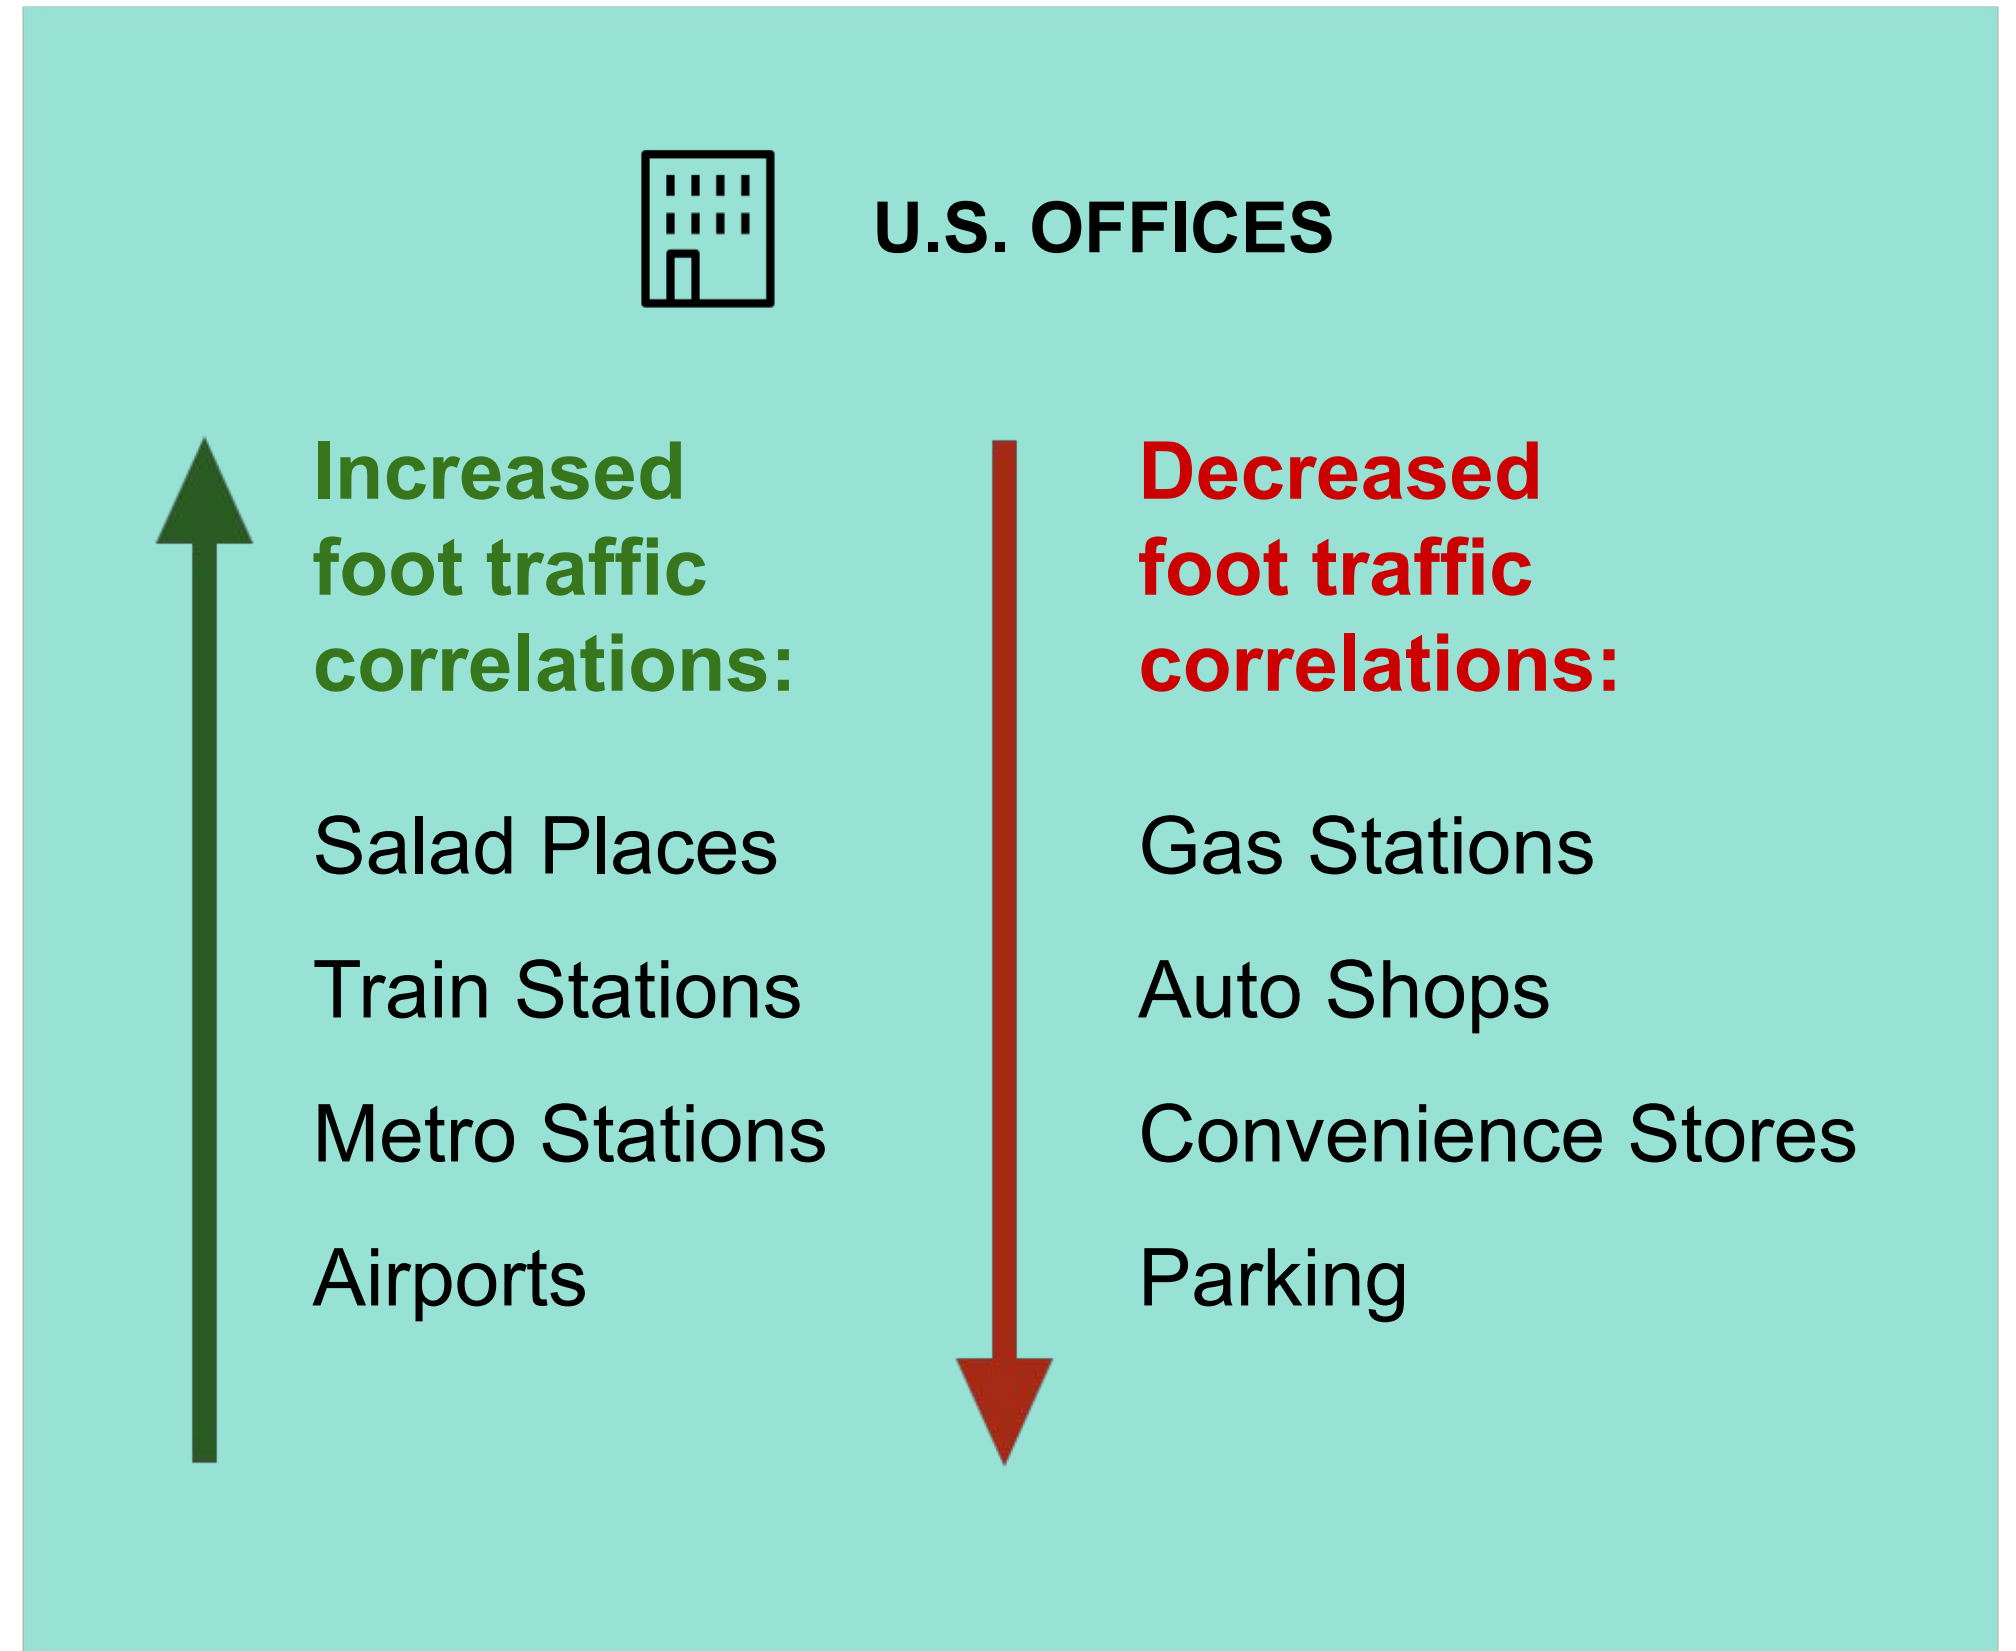 U.S. OFFICES
Increased
foot traffic
correlations:
Salad Places
Train Stations
Metro Stations
Airports
Decreased
foot traffic
correlations:
Gas Stations
Auto Shops
Convenience Stores
Parking